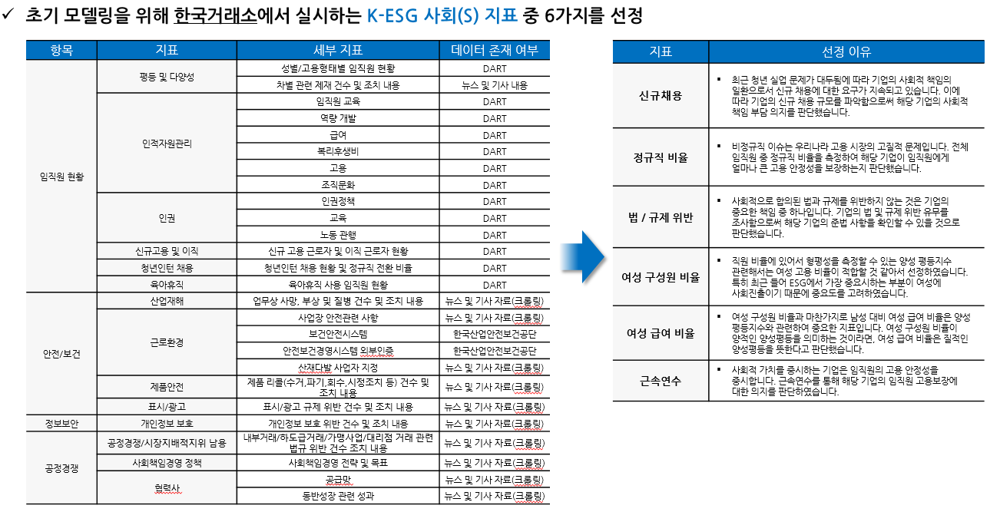 ✓ 초기 모델링을 위해 한국거래소에서 실시하는 K-ESG 사회(S) 지표 중 6가지를 선정
항목 지표 세부 지표 데이터 존재 여부
임직원 현황
평등 및 다양성
성별/고용형태별 임직원 현황 DART
차별 관련 제재 건수 및 조치 내용 뉴스 및 기사 내용
인적자원관리
임직원 교육 DART
역량 개발 DART
급여 DART
복리후생비 DART
고용 DART
조직문화 DART
인권
인권정책 DART
교육 DART
노동 관행 DART
신규고용 및 이직 신규 고용 근로자 및 이직 근로자 현황 DART
청년인턴 채용 청년인턴 채용 현황 및 정규직 전환 비율 DART
육아휴직 육아휴직 사용 임직원 현황 DART
안전/보건
산업재해 업무상 사망, 부상 및 질병 건수 및 조치 내용 뉴스 및 기사 자료(크롤링)
근로환경
사업장 안전관련 사항 뉴스 및 기사 자료(크롤링)
보건안전시스템 한국산업안전보건공단
안전보건경영시스템 외부인증 한국산업안전보건공단
산재다발 사업자 지정 뉴스 및 기사 자료(크롤링)
제품안전
제품 리콜(수거,파기,회수,시정조치 등) 건수 및
조치 내용
뉴스 및 기사 자료(크롤링)
표시/광고 표시/광고 규제 위반 건수 및 조치 내용 뉴스 및 기사 자료(크롤링)
정보보안 개인정보 보호 개인정보 보호 위반 건수 및 조치 내용 뉴스 및 기사 자료(크롤링)
공정경쟁
공정경쟁/시장지배적지위 남용
내부거래/하도급거래/가맹사업/대리점 거래 관련
법규 위반 건수 조치 내용
뉴스 및 기사 자료(크롤링)
사회책임경영 정책 사회책임경영 전략 및 목표 뉴스 및 기사 자료(크롤링)
협력사
공급망 뉴스 및 기사 자료(크롤링)
동반성장 관련 성과 뉴스 및 기사 자료(크롤링)
지표 선정 이유
신규채용
▪ 최근 청년 실업 문제가 대두됨에 따라 기업의 사회적 책임의
일환으로서 신규 채용에 대한 요구가 지속되고 있습니다. 이에
따라 기업의 신규 채용 규모를 파악함으로써 해당 기업의 사회적
책임 부담 의지를 판단했습니다.
정규직 비율
▪ 비정규직 이슈는 우리나라 고용 시장의 고질적 문제입니다. 전체
임직원 중 정규직 비율을 측정하여 해당 기업이 임직원에게
얼마나 큰 고용 안정성을 보장하는지 판단했습니다.
법 / 규제 위반
▪ 사회적으로 합의된 법과 규제를 위반하지 않는 것은 기업의
중요한 책임 중 하나입니다. 기업의 법 및 규제 위반 유무를
조사함으로써 해당 기업의 준법 사항을 확인할 수 있을 것으로
판단했습니다.
여성 구성원 비율
▪ 직원 비율에 있어서 형평성을 측정할 수 있는 양성 평등지수
관련해서는 여성 고용 비율이 적합할 것 같아서 선정하였습니다.
특히 최근 들어 ESG에서 가장 중요시하는 부분이 여성에
사회진출이기 때문에 중요도를 고려하였습니다.
여성 급여 비율
▪ 여성 구성원 비율과 마찬가지로 남성 대비 여성 급여 비율은 양성
평등지수와 관련하여 중요한 지표입니다. 여성 구성원 비율이
양적인 양성평등을 의미하는 것이라면, 여성 급여 비율은 질적인
양성평등을 뜻한다고 판단했습니다.
근속연수
▪ 사회적 가치를 중시하는 기업은 임직원의 고용 안정성을
중시합니다. 근속연수를 통해 해당 기업의 임직원 고용보장에
대한 의지를 판단하였습니다.